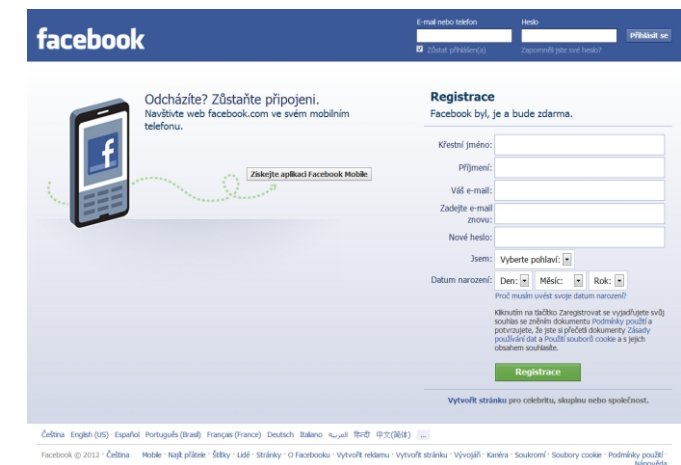 facebook
E-mail nebo telefon
Heslo
Přihlásit se
Zůstat přihlášen(a)
Zapomněli jste své heslo?
Odcházíte? Zůstaňte připojeni.
Navštivte web facebook.com ve svém mobilním
telefonu.
f
Získejte aplikaci Facebook Mobile
Registrace
Facebook byl, je a bude zdarma.
Křestní jméno:
Příjmení:
Váš e-mail:
Zadejte e-mail
znovu:
Nové heslo:
Jsem: Vyberte pohlaví:
Datum narození: Den: Měsíc: Rok:
Proč musím uvést svoje datum narození?
Kliknutím na tlačítko Zaregistrovat se vyjadřujete svůj
souhlas se zněním dokumentu Podmínky použití a
potvrzujete, že jste si přečetli dokumenty Zásady
používání dat a Použití souborů cookie a s jejich
obsahem souhlasíte.
Registrace
Vytvořit stránku pro celebritu, skupinu nebo společnost.
Čeština English (US) Español Português (Brasil) Français (France) Deutsch Italiano العربية हिन्दी 中文(简体) ...
Facebook © 2012 · Čeština Mobile · Najít přátele · Štítky · Lidé · Stránky · O Facebooku · Vytvořit reklamu · Vytvořit stránku · Vývojáři · Kariéra · Soukromí · Soubory cookie · Podmínky použití ·
Nápověda